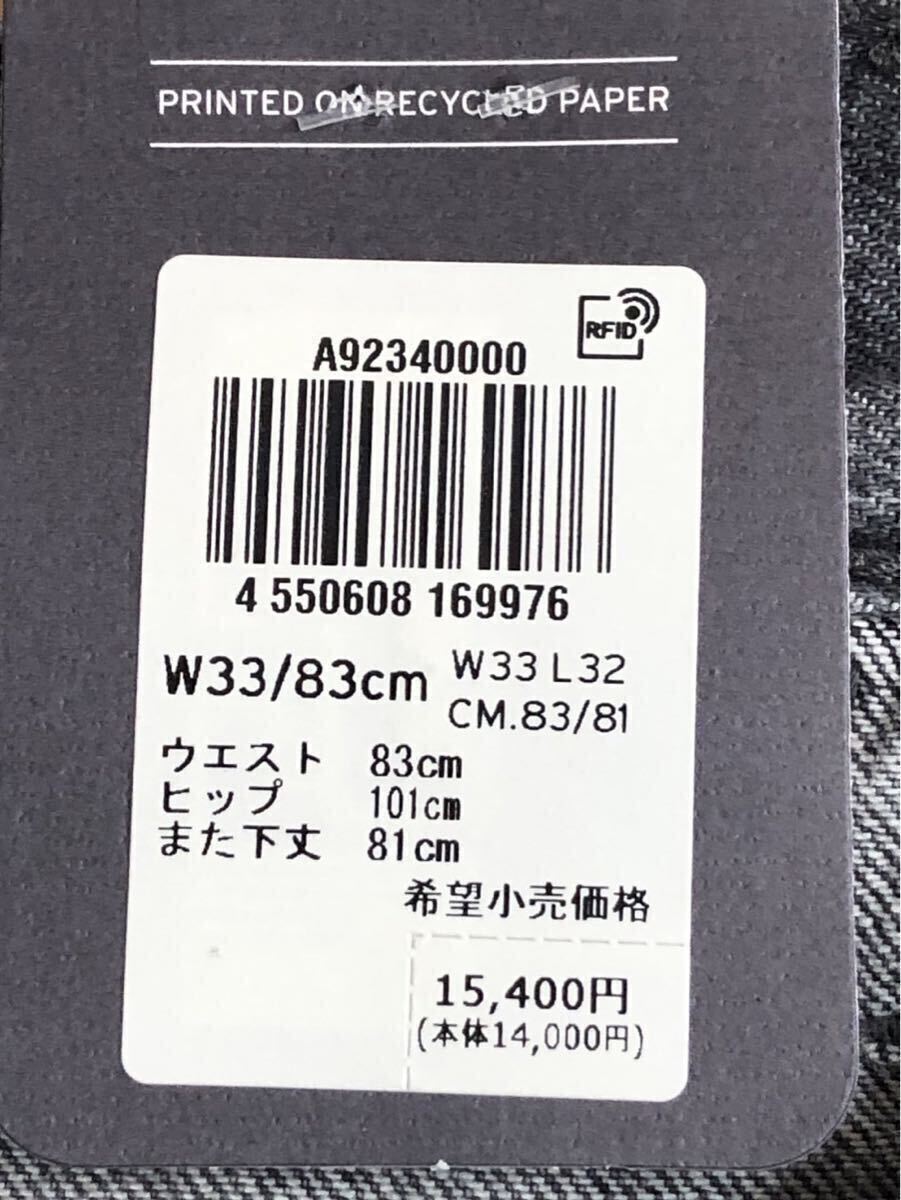 PRINTED ON RECYCLED PAPER
RFID
A92340000
4 550608 169976
W33/83cm
W33 L32
CM.83/81
ウエスト 83cm
ヒップ 101cm
また下丈 81cm
希望小売価格
15,400円
(本体14,000円)